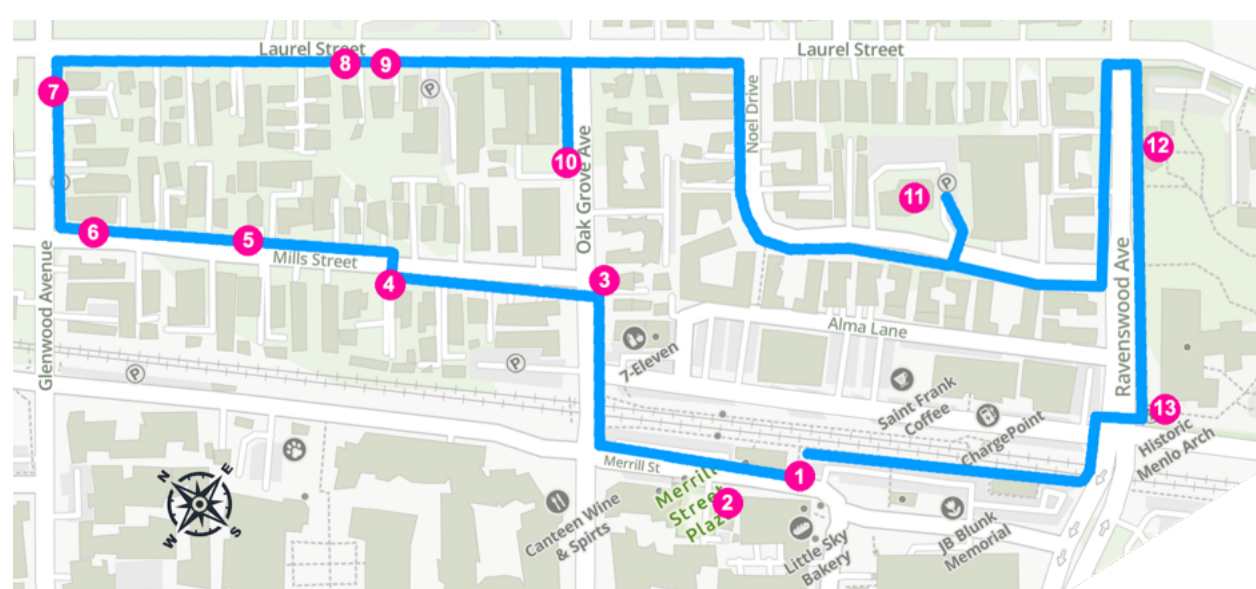 Laurel Street
Laurel Street
8
9
P
7
Noel Drive
12
10
Oak Grove Ave
P
11
P
6
5
Mills Street
4
3
Glenwood Avenue
Ravenswood Ave
Alma Lane
7-Eleven
P
P
Saint Frank
Coffee
ChargePoint
13
Historic
Menlo Arch
Merrill St
1
Merrill
Street
Plaz
2
N
E
W
S
Canteen Wine
& Spirts
Little Sky
Bakery
JB Blunk
Memorial